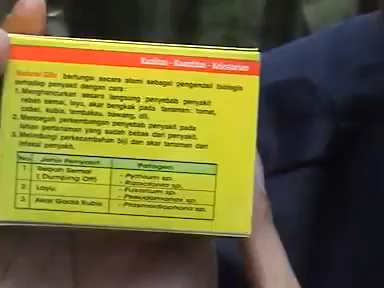 Kualitas - Kuantitas - Kelestarian
Natural Glio berfungsi secara alami sebagai pengendali biologis
terhadap penyakit dengan cara :
1. Menghancurkan secara langsung penyebab penyakit
rebah semai, layu, akar bengkak pada tanaman: tomat,
cabai, kubis, tembakau, bawang, dll.
2. Mencegah perkembangan penyebab penyakit pada
lahan pertanaman yang sudah bebas dari penyakit.
3. Melindungi perkecambahan biji dan akar tanaman dari
infeksi penyakit.
No Jenis Penyakit Patogen
1 Rebah Semai - Pythium sp.
( Dumping Off) - Rizoctonia sp.
2 Layu - Fusarium sp.
- Pseudomonas sp.
3 Akar Gada Kubis - Plasmodiophora sp.